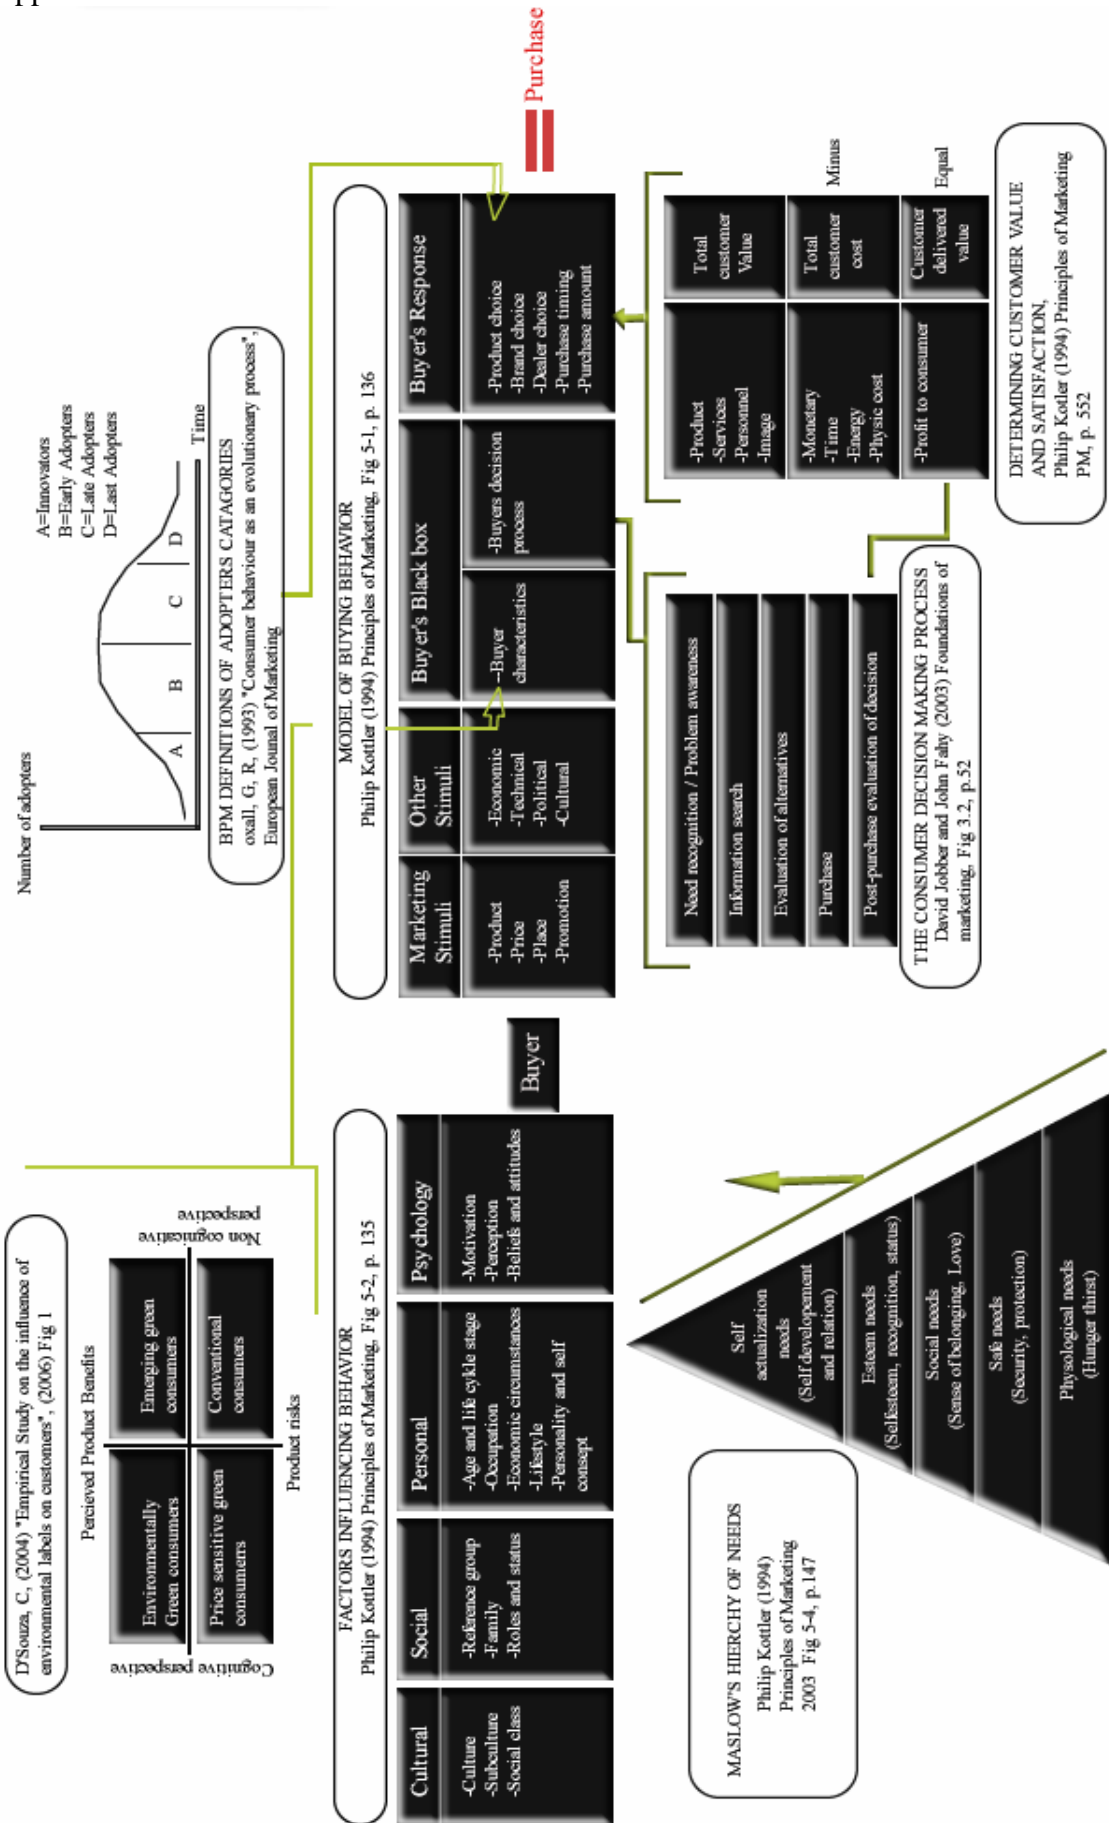 pp
D'Souza, C, (2004) "Empirical Study on the influence of
environmental labels on customers", (2006) Fig 1
Percieved Product Benefits
Cognitive perspective
Environmentally
Green consumers
Emerging green
consumers
Price sensitive green
consumerrs
Conventional
consumers
Non cognicative
perspective
Product risks
Number of adopters
A=Innovators
B=Early Adopters
C=Late Adopters
D=Last Adopters
A
B
C
D
Time
BPM DEFINITIONS OF ADOPTERS CATAGORIES
oxall, G, R, (1993) "Consumer behaviour as an evolutionary process",
European Jounal of Marketing
FACTORS INFLUENCING BEHAVIOR
Philip Kottler (1994) Principles of Marketing, Fig 5-2, p. 135
Cultural
-Culture
-Subculture
-Social class
Social
-Reference group
-Family
-Roles and status
Personal
-Age and life cykle stage
-Occupation
-Economic circumstances
-Lifestyle
-Personality and self
consept
Psychology
-Motivation
-Perception
-Beliefs and attitudes
Buyer
MODEL OF BUYING BEHAVIOR
Philip Kottler (1994) Principles of Marketing, Fig 5-1, p. 136
Marketing
Stimuli
-Product
-Price
-Place
-Promotion
Other
Stimuli
-Economic
-Technical
-Political
-Cultural
Buyer's Black box
--Buyer
characteristics
-Buyers decision
process
Buyer's Response
-Product choice
-Brand choice
-Dealer choice
-Purchase timing
-Purchase amount
Purchase
MASLOW'S HIERCHY OF NEEDS
Philip Kottler (1994)
Principles of Marketing
2003 Fig 5-4, p.147
Self
actualization
needs
(Self developement
and relation)
Esteem needs
(Selfesteem, recognition, status)
Social needs
(Sense of belonging, Love)
Safe needs
(Security, protection)
Physological needs
(Hunger thirst)
Need recognition / Problem awareness
Information search
Evaluation of alternatives
Purchase
Post-purchase evaluation of decision
THE CONSUMER DECISION MAKING PROCESS
David Jobber and John Fahy (2003) Foundations of
marketing, Fig 3.2, p.52
-Product
-Services
-Personnel
-Image
Total
customer
Value
Minus
-Monetary
-Time
-Energy
-Physic cost
Total
customer
cost
Equal
-Profit to consumer
Customer
delivered
value
DETERMINING CUSTOMER VALUE
AND SATISFACTION,
Philip Kotler (1994) Principles of Marketing
PM, p. 552